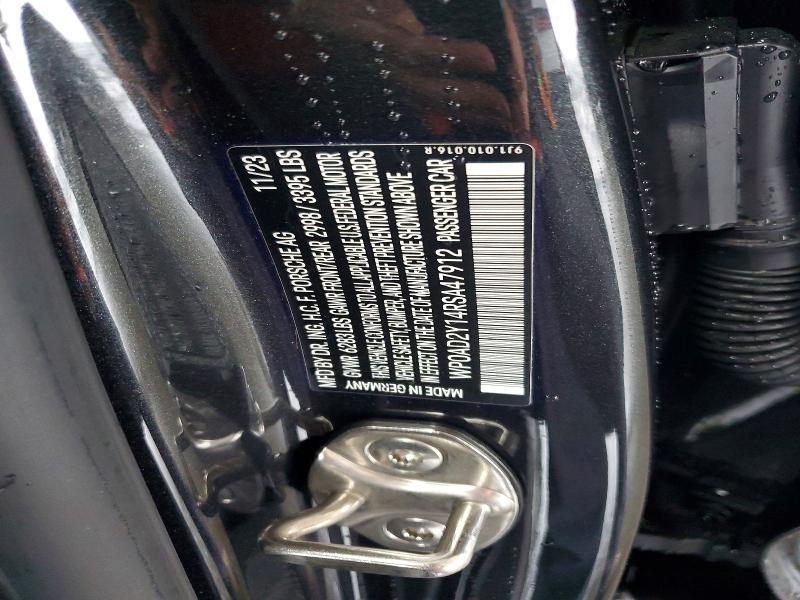 MFD BY DR. ING. H.C. F. PORSCHE AG 11/23
GVWR 6283 LBS GAWR FRONT/REAR 2998 / 3395 LBS
THIS VEHICLE CONFORMS TO ALL APPLICABLE US FEDERAL MOTOR
VEHICLE SAFETY, BUMPER, AND THEFT PREVENTION STANDARDS
IN EFFECT ON THE DATE OF MANUFACTURE SHOWN ABOVE.
WP0AD2Y14RSA47912 PASSENGER CAR
MADE IN GERMANY
9J1.010.016.R